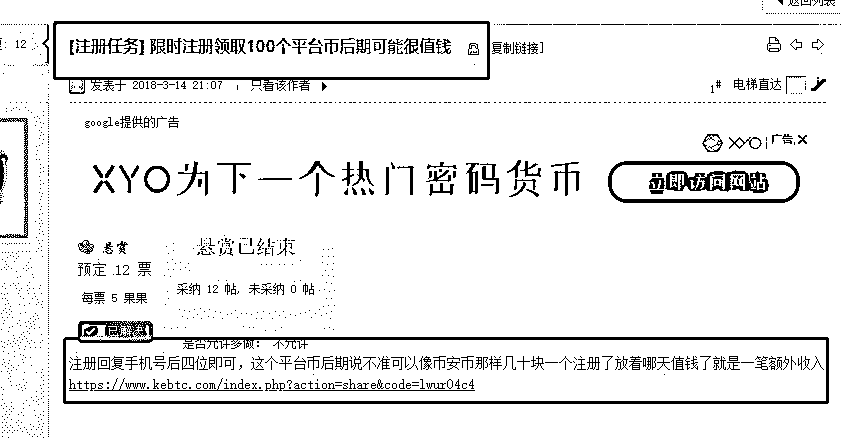 返回列表
12
[注册任务] 限时注册领取100个平台币后期可能很值钱
复制链接]
发表于 2018-3-14 21:07 | 只看该作者
1# 电梯直达
google提供的广告
XYO | 广告
XYO为下一个热门密码货币
立即访问网站
悬赏 悬赏已结束
预定 12 票
采纳 12 帖, 未采纳 0 帖
每票 5 果果
已解决
是否允许多做: 不允许
注册回复手机号后四位即可，这个平台币后期说不准可以像币安币那样几十块一个注册了放着哪天值钱了就是一笔额外收入
https://www.kebtc.com/index.php?action=share&code=lwur04c4